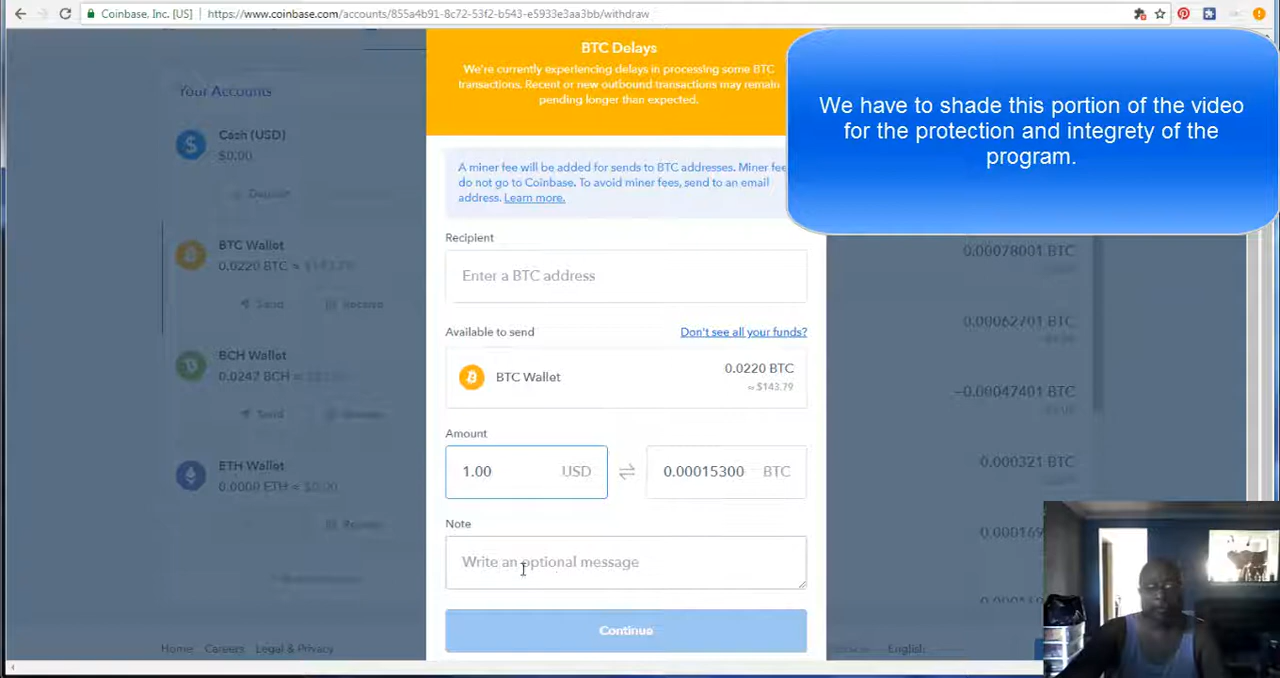 Coinbase, Inc. [US]
https://www.coinbase.com/accounts/855a4b91-8c72-53f2-b543-e5933e3aa3bb/withdraw
BTC Delays
We're currently experiencing delays in processing some BTC
transactions. Recent or new outbound transactions may remain
pending longer than expected.
We have to shade this portion of the video
for the protection and integrety of the
program.
Your Accounts
Cash (USD)
$0.00
Deposit
A miner fee will be added for sends to BTC addresses. Miner fee
do not go to Coinbase. To avoid miner fees, send to an email
address. Learn more.
BTC Wallet
0.0220 BTC ≈ $143.79
Send
Receive
BCH Wallet
0.0247 BCH ≈
Send
ETH Wallet
0.0000 ETH ≈ $0.00
Receive
Recipient
Enter a BTC address
Available to send
Don't see all your funds?
BTC Wallet
0.0220 BTC
≈ $143.79
Amount
1.00 USD
0.00015300 BTC
Note
Write an optional message
Continue
0.00078001 BTC
0.00062701 BTC
−0.00047401 BTC
0.000321 BTC
Home Careers Legal & Privacy
English